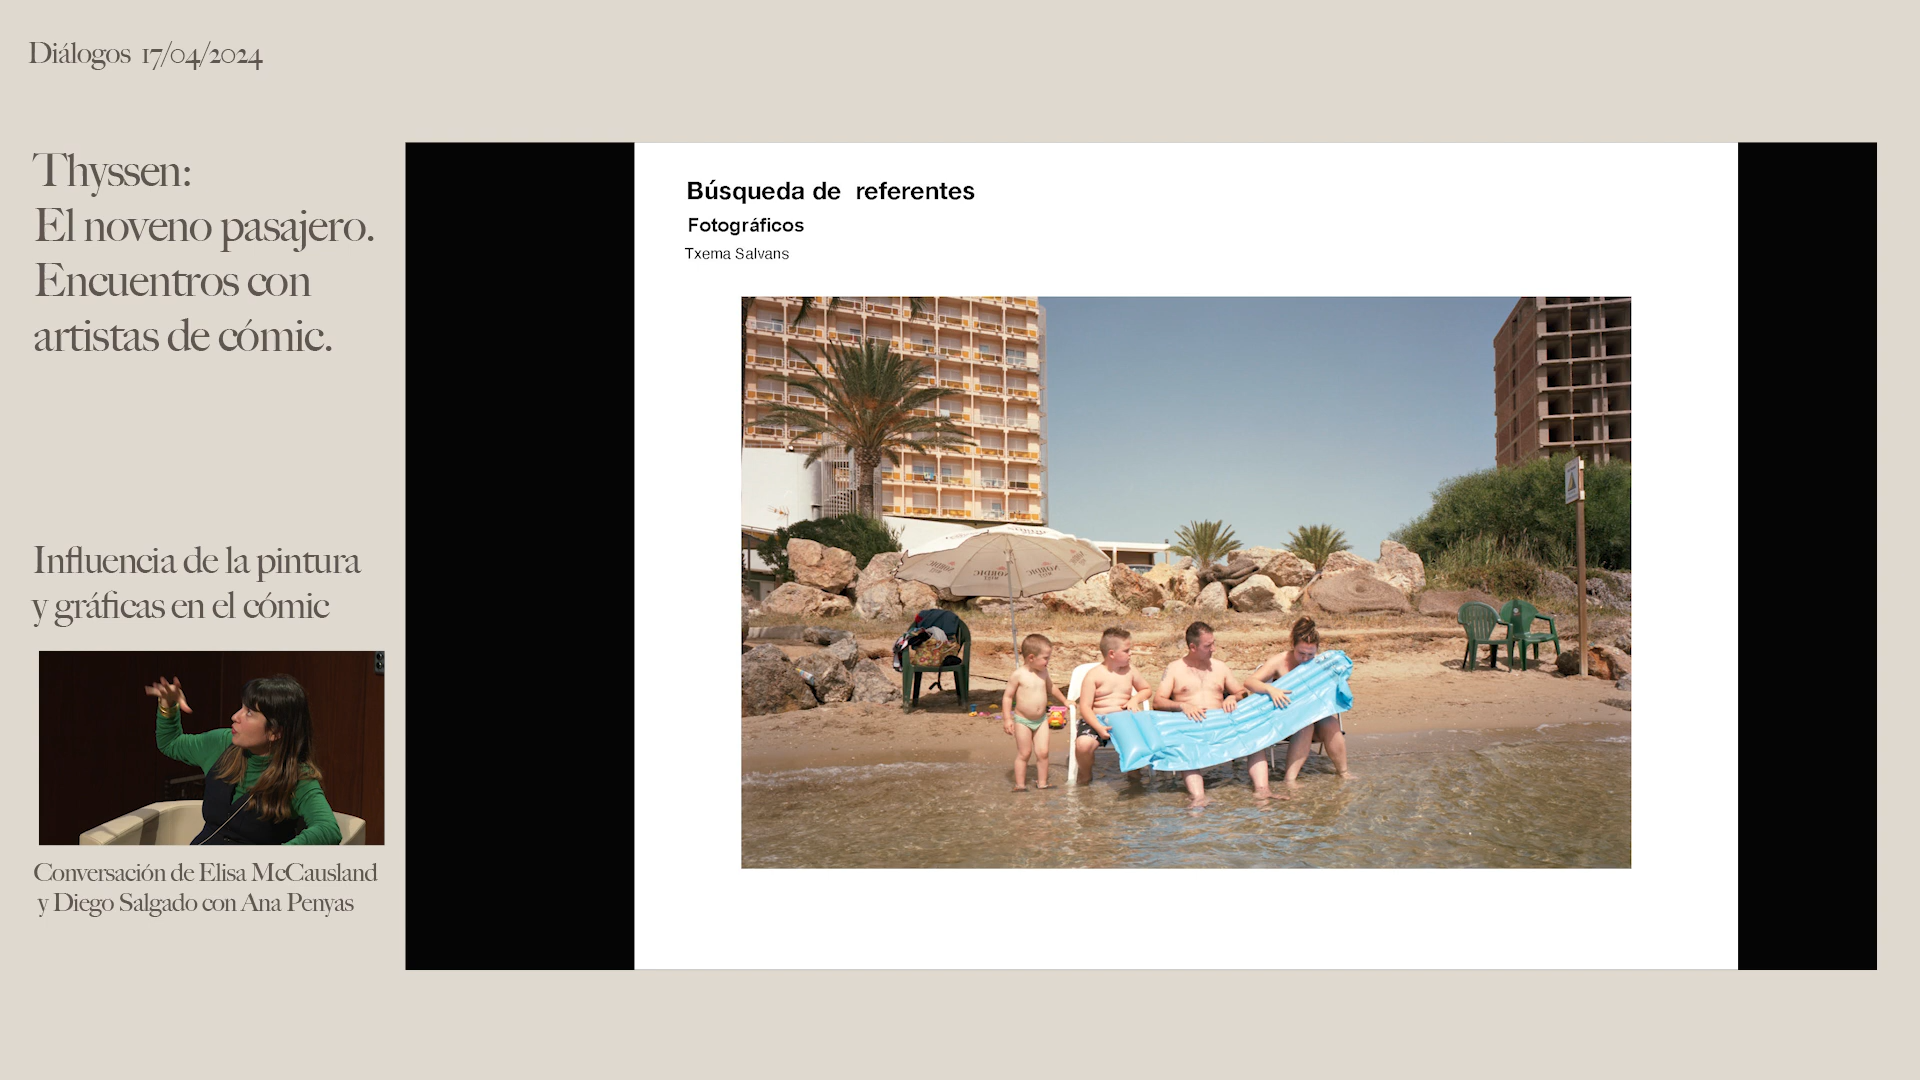 Diálogos 17/04/2024
Thyssen:
El noveno pasajero.
Encuentros con
artistas de cómic.
Influencia de la pintura
y gráficas en el cómic
Conversación de Elisa McCausland
y Diego Salgado con Ana Penyas
Búsqueda de referentes
Fotográficos
Txema Salvans
NORDIC